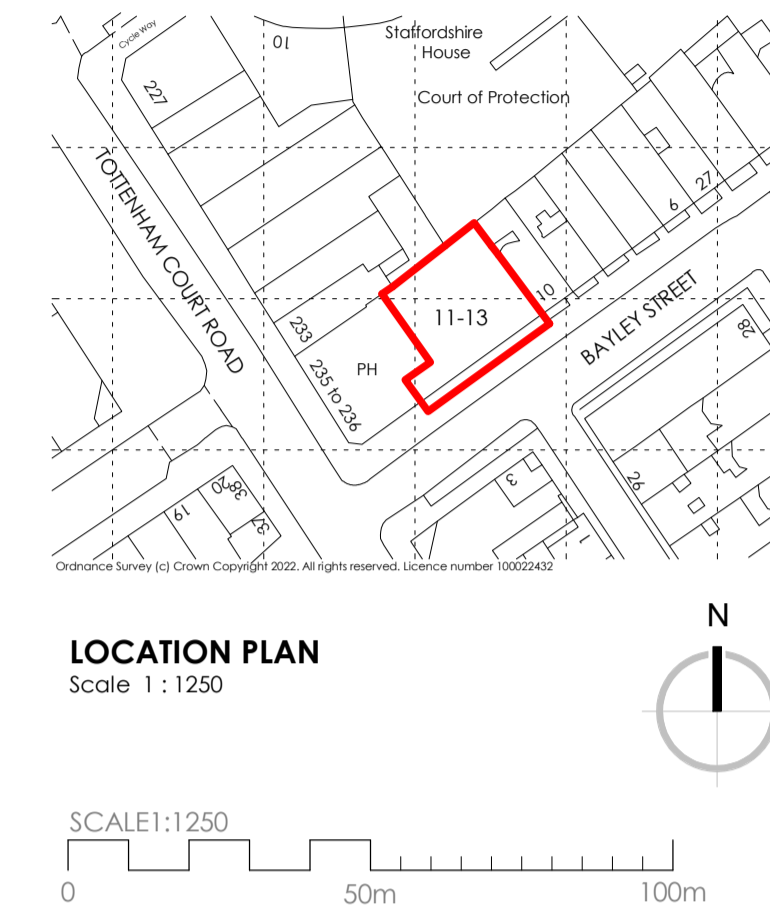 Cycle Way
227
10
Staffordshire
House
Court of Protection
TOTTENHAM COURT ROAD
6
27
10
11-13
BAYLEY STREET
28
233
235 to 236
PH
26
3
1
19
20
38
37
Ordnance Survey (c) Crown Copyright 2022. All rights reserved. Licence number 100022432
LOCATION PLAN
Scale 1 : 1250
N
SCALE1:1250
0
50m
100m